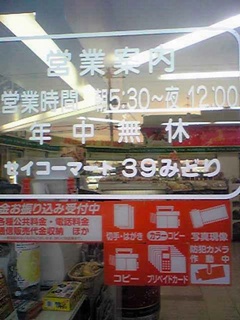 営業案内
営業時間 朝5:30~夜12:00
年中無休
セイコーマート 39みどり
金お振り込み受付中
各種公共料金・電話料金
通信販売代金収納 ほか
切手・はがき
カラーコピー
写真現像
コピー
プリペイドカード
防犯カメラ
作動中